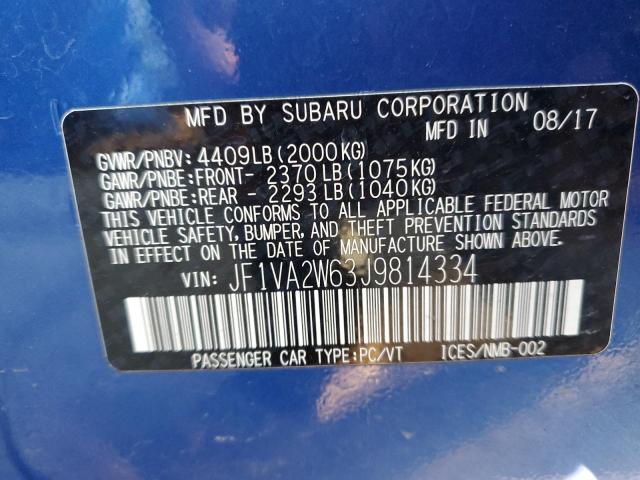 MFD BY SUBARU CORPORATION
MFD IN 08/17
GVWR/PNBV: 4409LB(2000KG)
GAWR/PNBE:FRONT- 2370LB(1075KG)
GAWR/PNBE:REAR - 2293LB(1040KG)
THIS VEHICLE CONFORMS TO ALL APPLICABLE FEDERAL MOTOR
VEHICLE SAFETY, BUMPER, AND THEFT PREVENTION STANDARDS
IN EFFECT ON THE DATE OF MANUFACTURE SHOWN ABOVE.
VIN: JF1VA2W63J9814334
PASSENGER CAR TYPE:PC/VT ICES/NMB-002